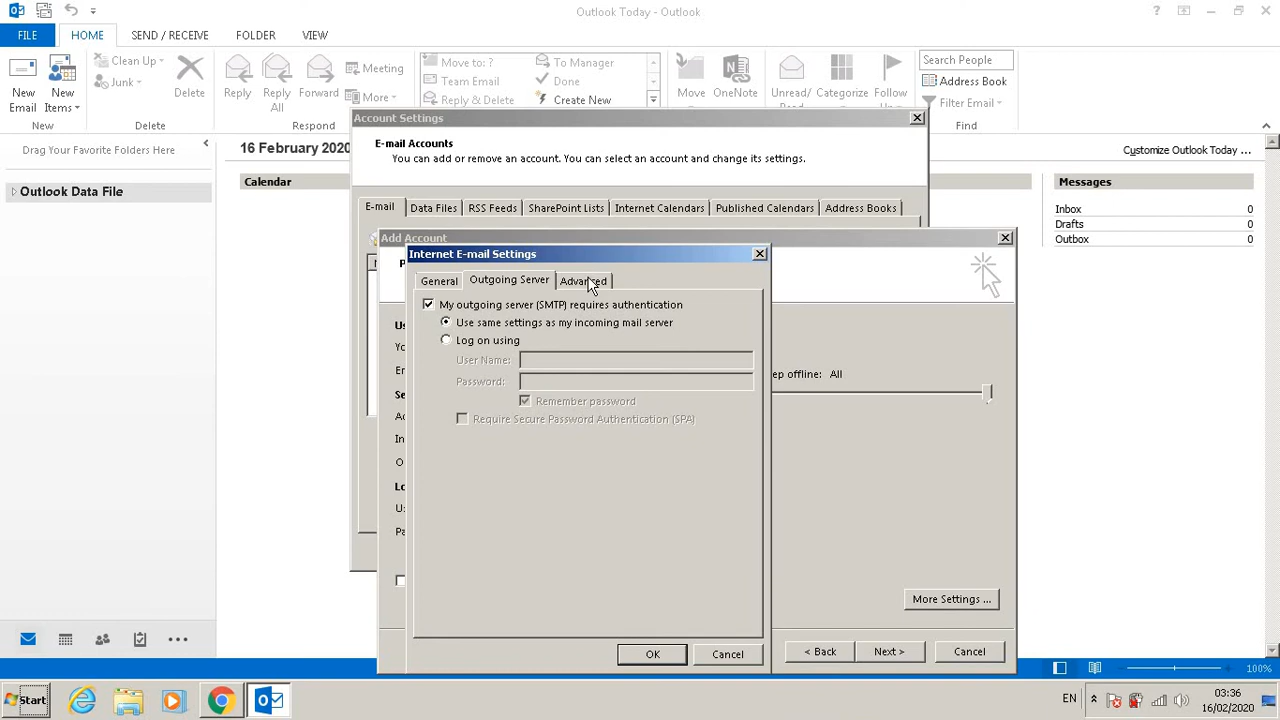 Outlook Today - Outlook
FILE
HOME
SEND / RECEIVE
FOLDER
VIEW
New Email
New Items
New
Clean Up
Junk
Delete
Delete
Reply
Reply All
Forward
Meeting
More
Respond
Move to: ?
Team Email
Reply & Delete
To Manager
Done
Create New
Move
OneNote
Unread/
Categorize
Follow
Search People
Address Book
Filter Email
Find
Drag Your Favorite Folders Here
Outlook Data File
16 February 2020
Customize Outlook Today ...
Calendar
Messages
Inbox 0
Drafts 0
Outbox 0
Account Settings
E-mail Accounts
You can add or remove an account. You can select an account and change its settings.
E-mail
Data Files
RSS Feeds
SharePoint Lists
Internet Calendars
Published Calendars
Address Books
Add Account
ep offline: All
More Settings ...
< Back
Next >
Cancel
Internet E-mail Settings
General
Outgoing Server
Advanced
My outgoing server (SMTP) requires authentication
Use same settings as my incoming mail server
Log on using
User Name:
Password:
Remember password
Require Secure Password Authentication (SPA)
OK
Cancel
100%
Start
EN
03:36
16/02/2020